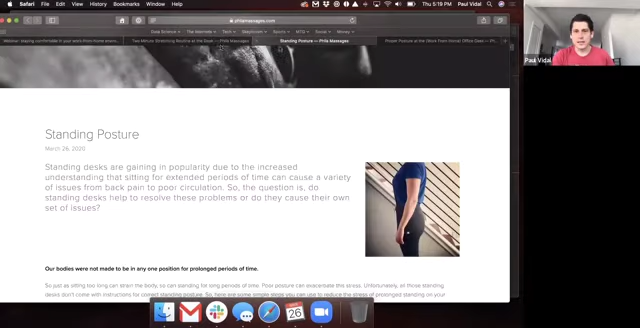 Safari File Edit View History Bookmarks Window Help
Thu 5:19 PM Paul Vidal
philamassages.com
Standing Posture — Phila Massages
Paul Vidal
Standing Posture
March 26, 2020
Standing desks are gaining in popularity due to the increased
understanding that sitting for extended periods of time can cause a variety
of issues from back pain to poor circulation. So, the question is, do
standing desks help to resolve these problems or do they cause their own
set of issues?
Our bodies were not made to be in any one position for prolonged periods of time.
So just as sitting too long can strain the body, so can standing for long periods of time. Poor posture can exacerbate this stress. Unfortunately, all those standing
desks don't come with instructions for correct standing posture. So, here are some simple steps you can use to reduce the stress of prolonged standing on your
26